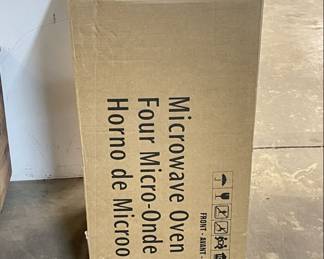 Microwave Oven
Four Micro-Onde
Horno de Microo
FRONT - AVANT -